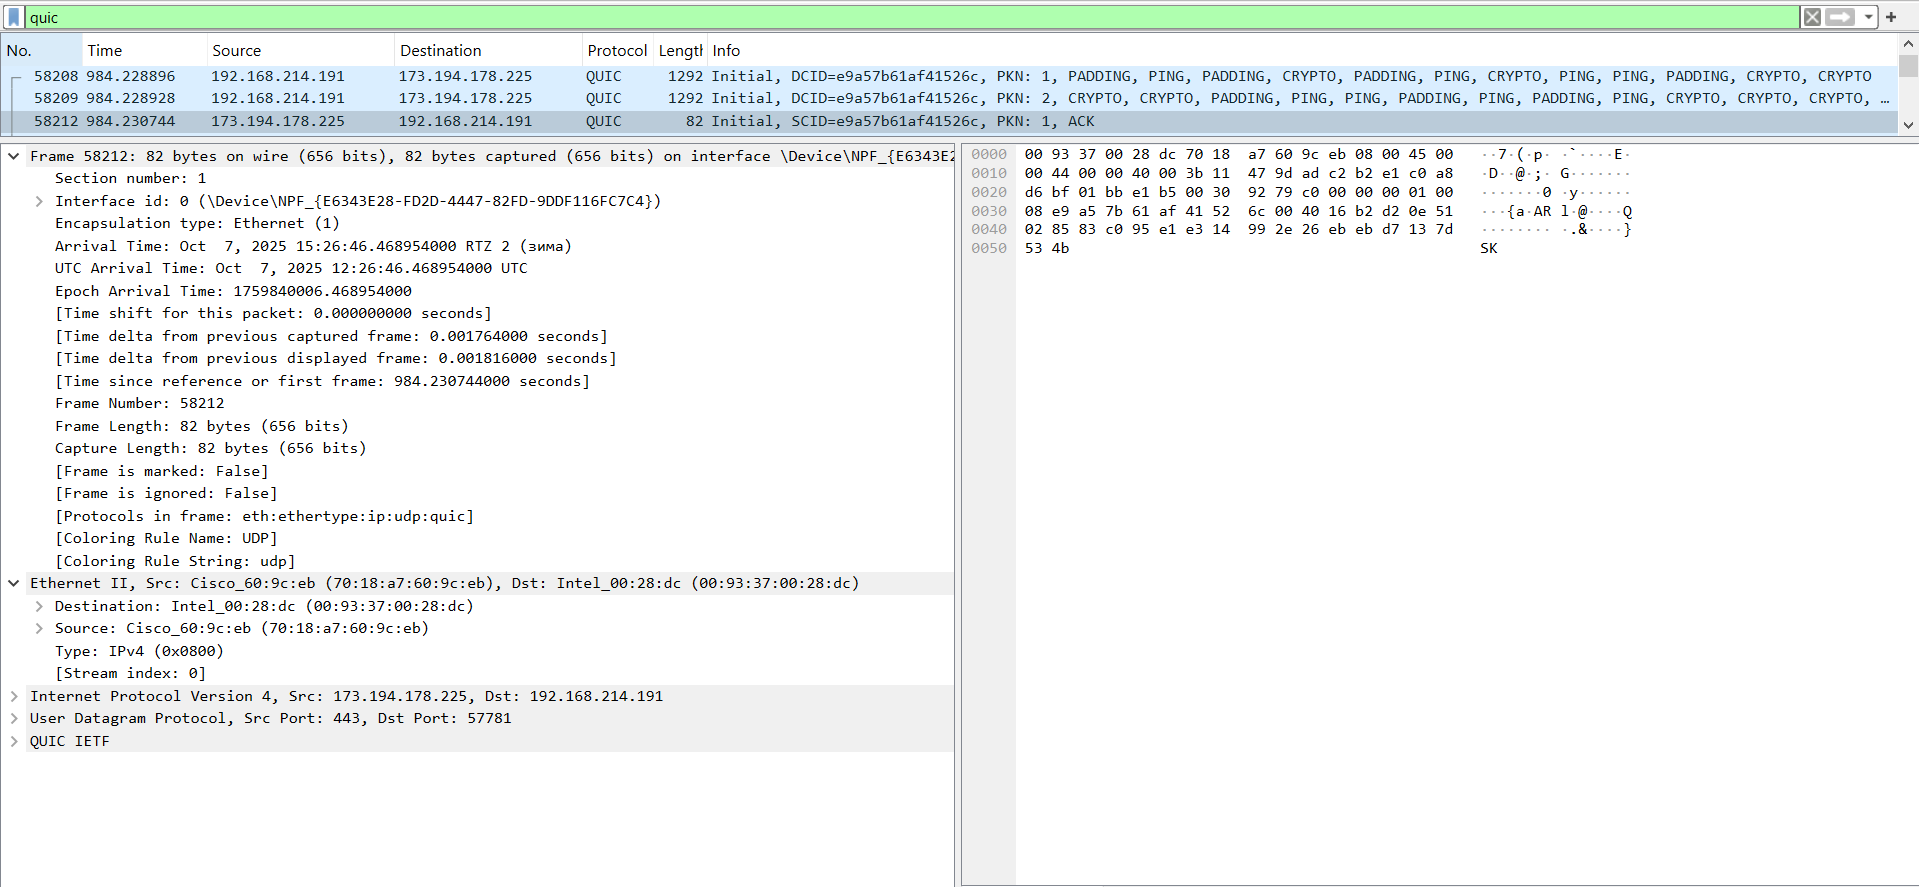 quic
No. Time Source Destination Protocol Length Info
58208 984.228896 192.168.214.191 173.194.178.225 QUIC 1292 Initial, DCID=e9a57b61af41526c, PKN: 1, PADDING, PING, PADDING, CRYPTO, PADDING, PING, CRYPTO, PING, PING, PADDING, CRYPTO, CRYPTO
58209 984.228928 192.168.214.191 173.194.178.225 QUIC 1292 Initial, DCID=e9a57b61af41526c, PKN: 2, CRYPTO, CRYPTO, PADDING, PING, PING, PADDING, PING, PADDING, PING, CRYPTO, CRYPTO, CRYPTO, …
58212 984.230744 173.194.178.225 192.168.214.191 QUIC 82 Initial, SCID=e9a57b61af41526c, PKN: 1, ACK
Frame 58212: 82 bytes on wire (656 bits), 82 bytes captured (656 bits) on interface \Device\NPF_{E6343E2
Section number: 1
Interface id: 0 (\Device\NPF_{E6343E28-FD2D-4447-82FD-9DDF116FC7C4})
Encapsulation type: Ethernet (1)
Arrival Time: Oct  7, 2025 15:26:46.468954000 RTZ 2 (зима)
UTC Arrival Time: Oct  7, 2025 12:26:46.468954000 UTC
Epoch Arrival Time: 1759840006.468954000
[Time shift for this packet: 0.000000000 seconds]
[Time delta from previous captured frame: 0.001764000 seconds]
[Time delta from previous displayed frame: 0.001816000 seconds]
[Time since reference or first frame: 984.230744000 seconds]
Frame Number: 58212
Frame Length: 82 bytes (656 bits)
Capture Length: 82 bytes (656 bits)
[Frame is marked: False]
[Frame is ignored: False]
[Protocols in frame: eth:ethertype:ip:udp:quic]
[Coloring Rule Name: UDP]
[Coloring Rule String: udp]
Ethernet II, Src: Cisco_60:9c:eb (70:18:a7:60:9c:eb), Dst: Intel_00:28:dc (00:93:37:00:28:dc)
Destination: Intel_00:28:dc (00:93:37:00:28:dc)
Source: Cisco_60:9c:eb (70:18:a7:60:9c:eb)
Type: IPv4 (0x0800)
[Stream index: 0]
Internet Protocol Version 4, Src: 173.194.178.225, Dst: 192.168.214.191
User Datagram Protocol, Src Port: 443, Dst Port: 57781
QUIC IETF
0000 00 93 37 00 28 dc 70 18 a7 60 9c eb 08 00 45 00 ··7·(·p· ·`····E·
0010 00 44 00 00 40 00 3b 11 47 9d ad c2 b2 e1 c0 a8 ·D··@·;· G·······
0020 d6 bf 01 bb e1 b5 00 30 92 79 c0 00 00 00 01 00 ·······0 ·y······
0030 08 e9 a5 7b 61 af 41 52 6c 00 40 16 b2 d2 0e 51 ···{a·AR l·@····Q
0040 02 85 83 c0 95 e1 e3 14 99 2e 26 eb eb d7 13 7d ········ ·.&····}
0050 53 4b SK